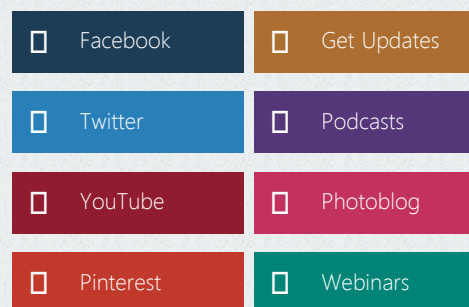 Facebook
Get Updates
Twitter
Podcasts
YouTube
Photoblog
Pinterest
Webinars